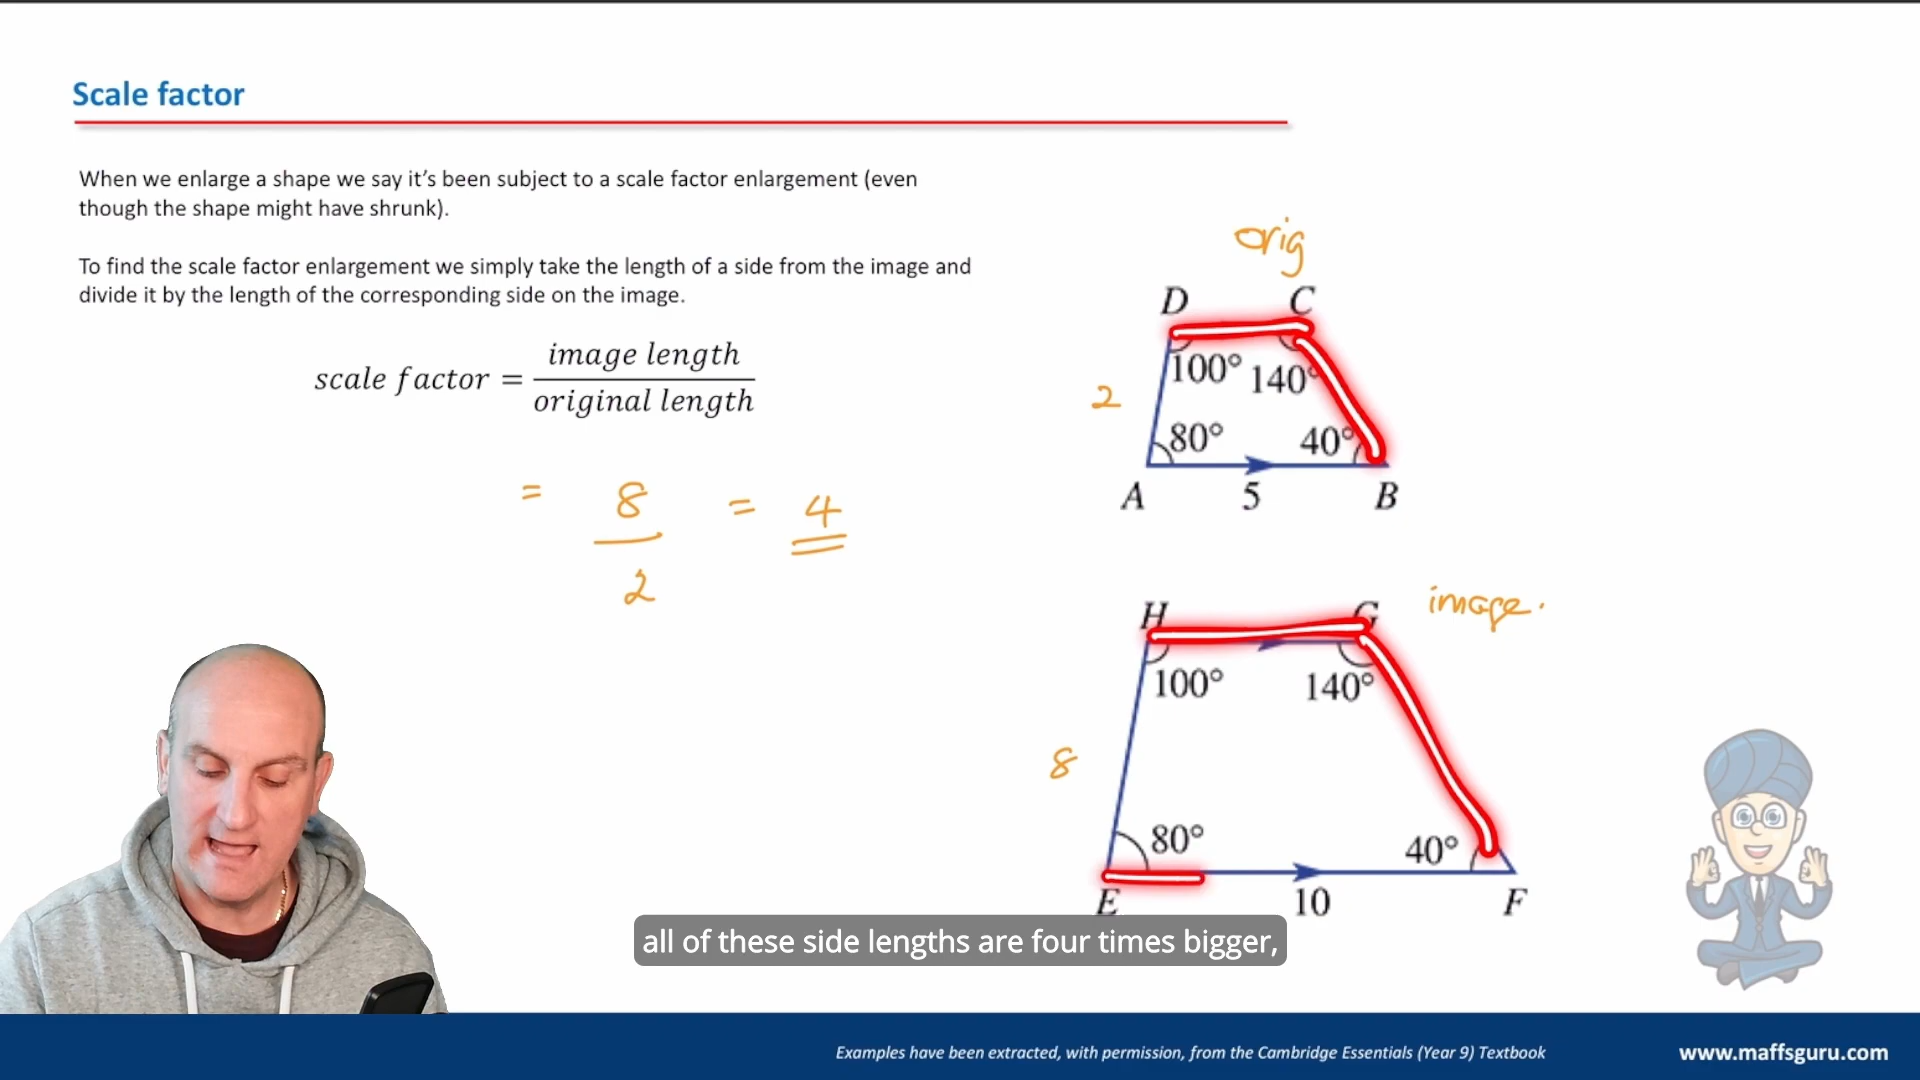 Scale factor
When we enlarge a shape we say it’s been subject to a scale factor enlargement (even
though the shape might have shrunk).
To find the scale factor enlargement we simply take the length of a side from the image and
divide it by the length of the corresponding side on the image.
scale factor = image length / original length
= 8 / 2 = 4
orig
D C
100° 140°
2
80° 40°
A 5 B
image.
H G
100° 140°
8
80° 40°
E 10 F
all of these side lengths are four times bigger,
Examples have been extracted, with permission, from the Cambridge Essentials (Year 9) Textbook
www.maffsguru.com